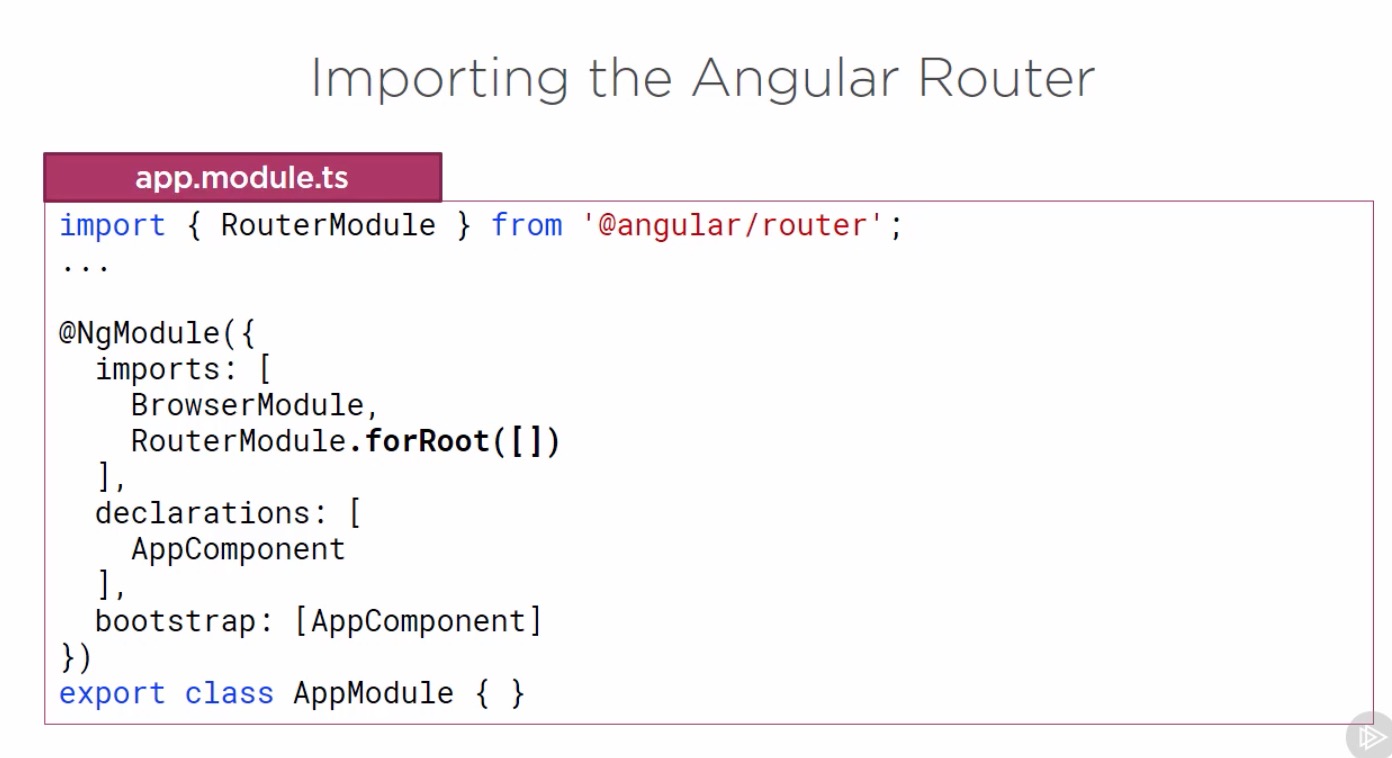 Importing the Angular Router
app.module.ts
import { RouterModule } from '@angular/router';
...
@NgModule({
  imports: [
    BrowserModule,
    RouterModule.forRoot([])
  ],
  declarations: [
    AppComponent
  ],
  bootstrap: [AppComponent]
})
export class AppModule { }